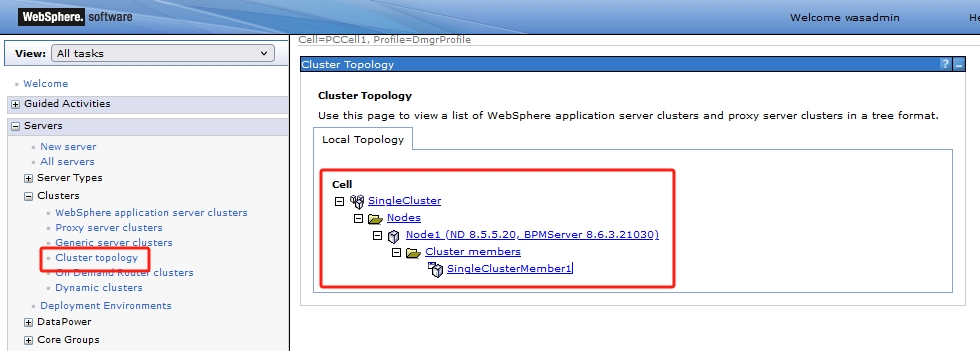 WebSphere. software
Welcome wasadmin
He
View: All tasks
Welcome
Guided Activities
Servers
New server
All servers
Server Types
Clusters
WebSphere application server clusters
Proxy server clusters
Generic server clusters
Cluster topology
On Demand Router clusters
Dynamic clusters
Deployment Environments
DataPower
Core Groups
Cell=PCCell1, Profile=DmgrProfile
Cluster Topology
?
Cluster Topology
Use this page to view a list of WebSphere application server clusters and proxy server clusters in a tree format.
Local Topology
Cell
SingleCluster
Nodes
Node1 (ND 8.5.5.20, BPMServer 8.6.3.21030)
Cluster members
SingleClusterMember1